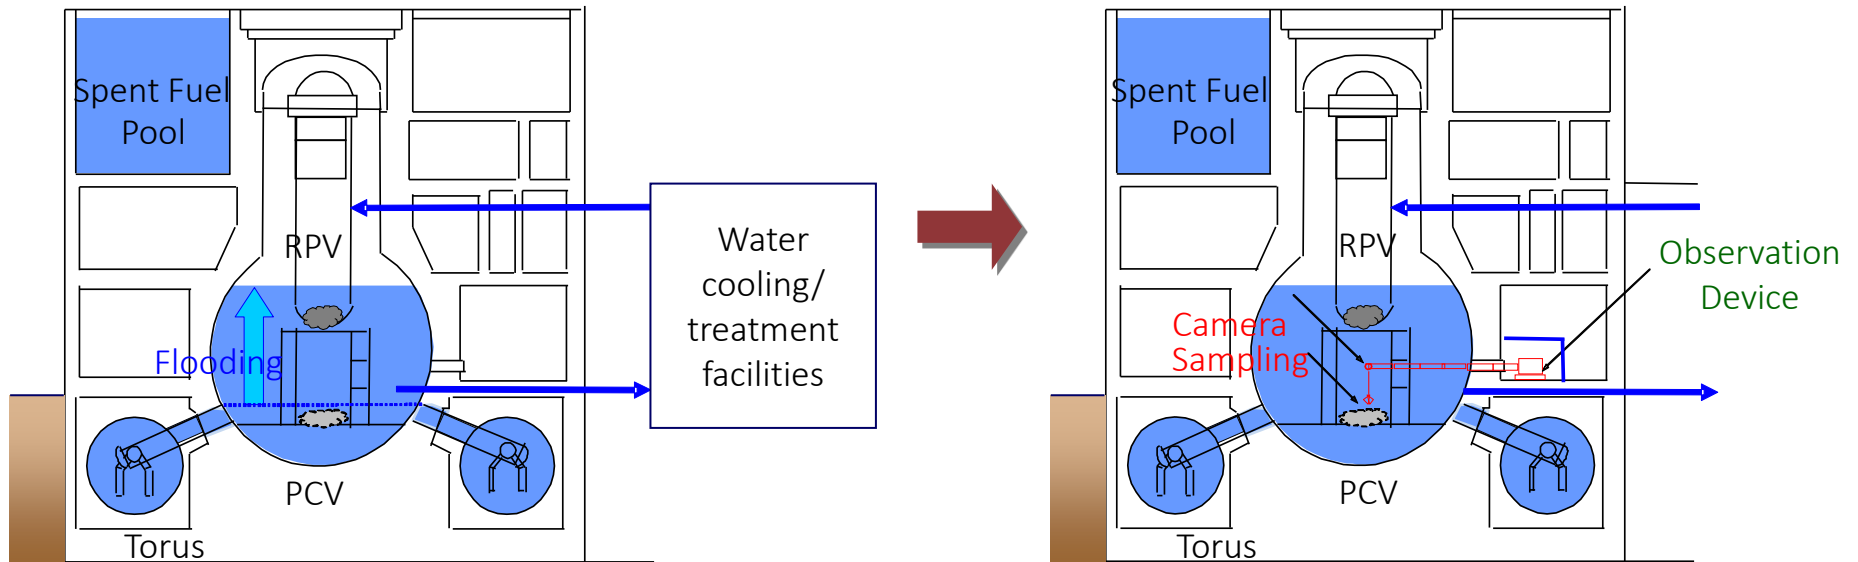 Spent Fuel
Pool
RPV
Flooding
PCV
Torus
Water
cooling/
treatment
facilities
Spent Fuel
Pool
RPV
Observation
Device
Camera
Sampling
PCV
Torus